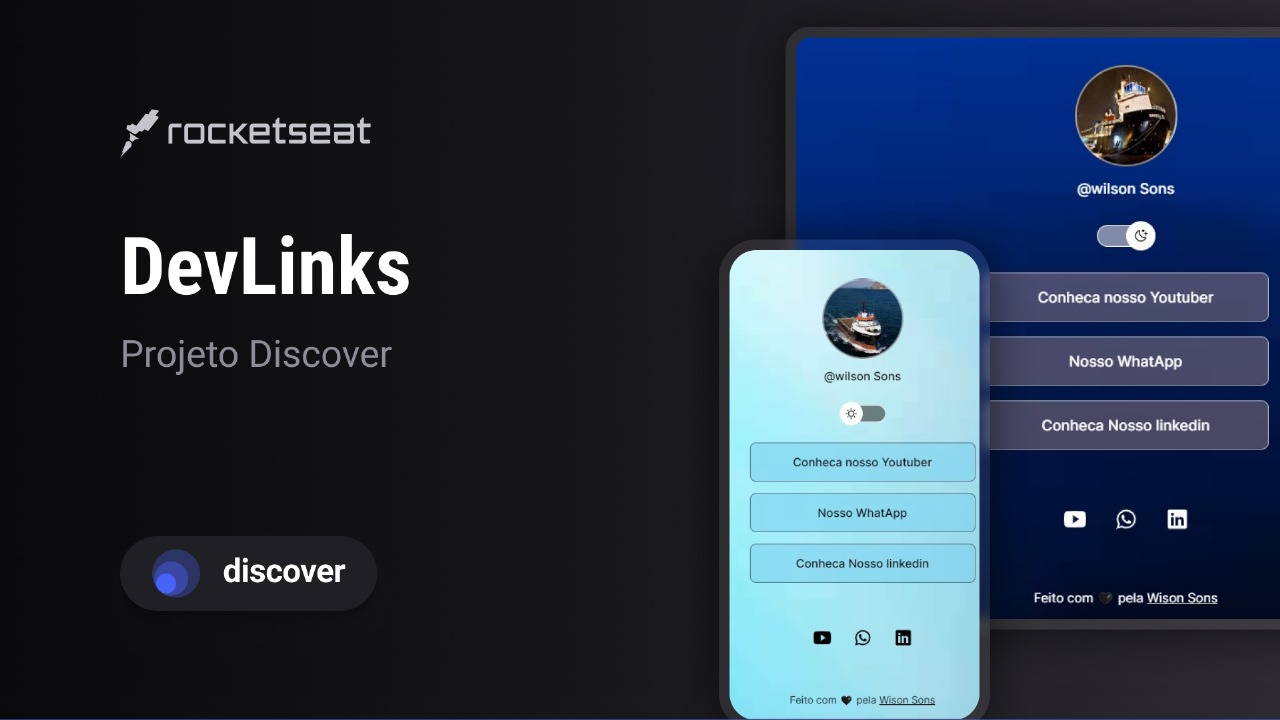 rocketseat
DevLinks
Projeto Discover
discover
@wilson Sons
Conheca nosso Youtuber
Nosso WhatApp
Conheca Nosso linkedin
Feito com 🖤 pela Wison Sons
@wilson Sons
Conheca nosso Youtuber
Nosso WhatApp
Conheca Nosso linkedin
Feito com 🖤 pela Wison Sons